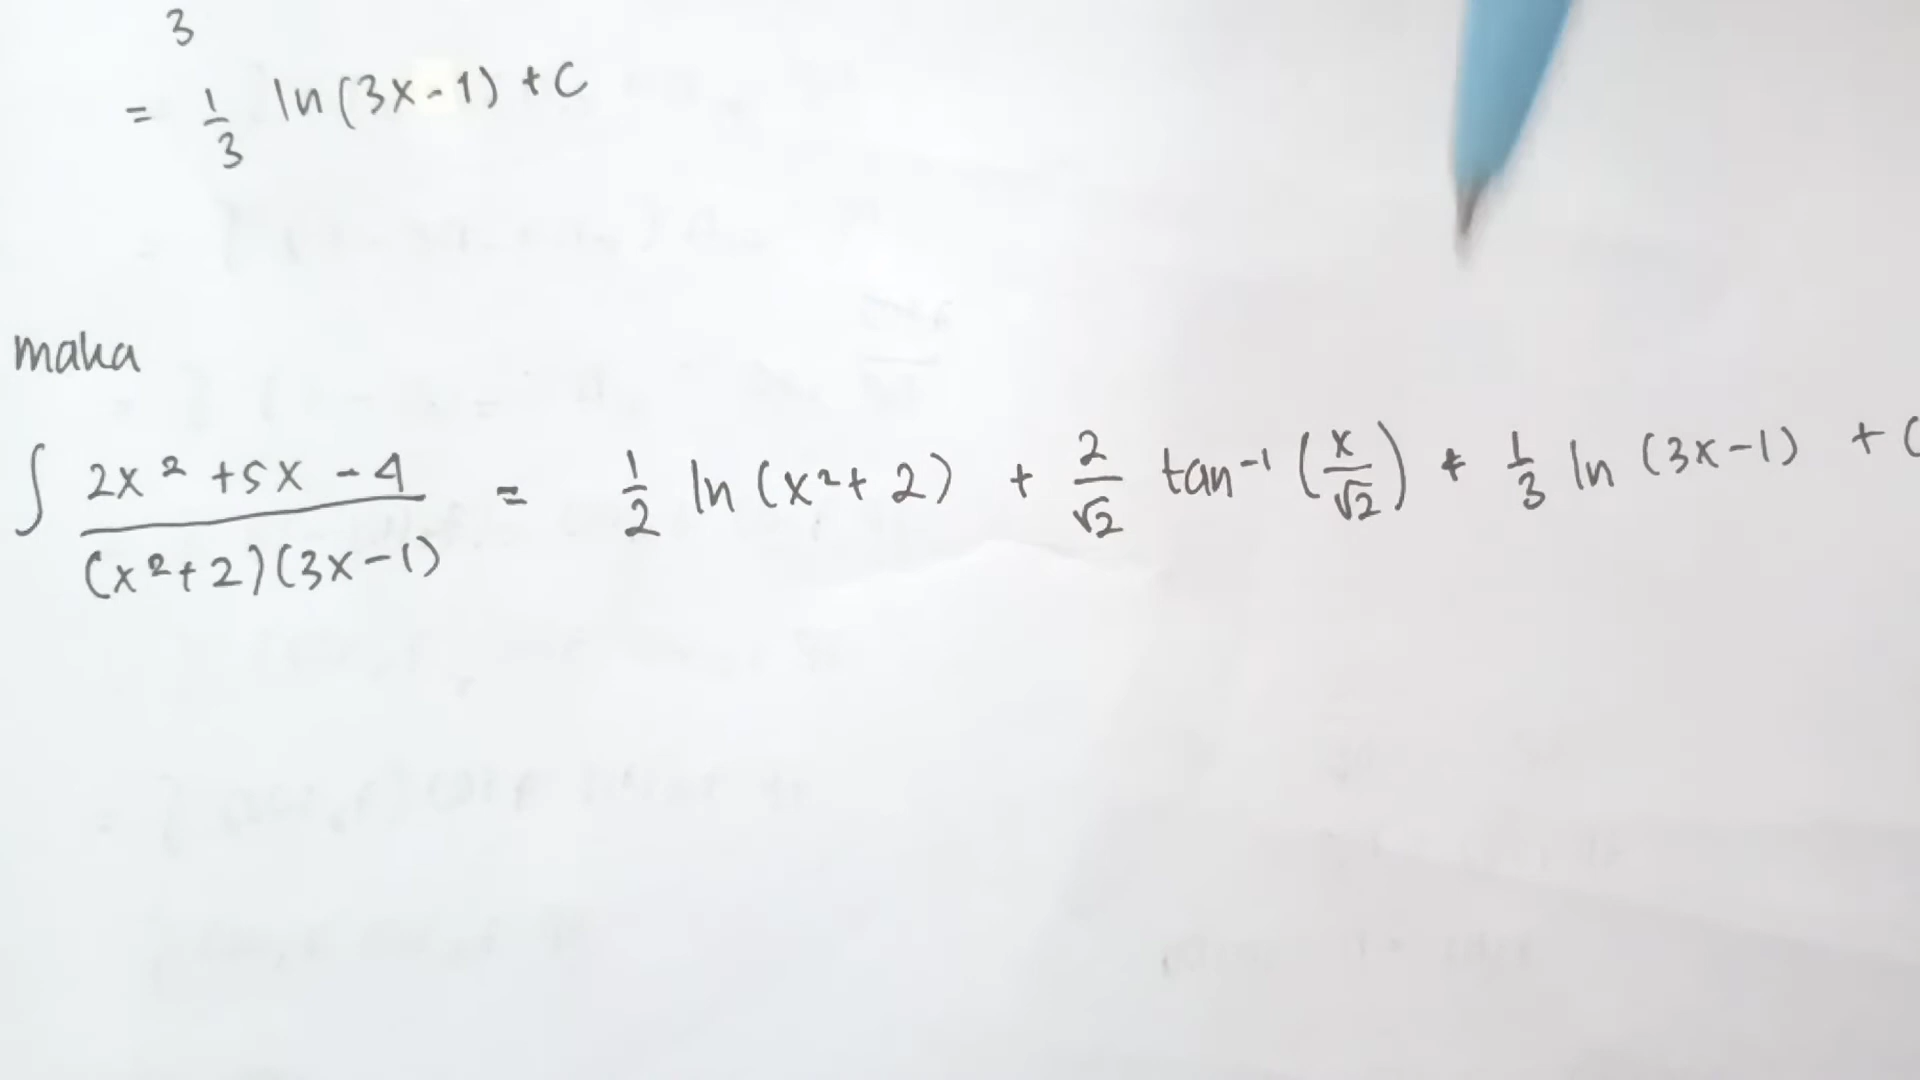 3
= 1/3 ln(3x-1) + C
maka
∫ 2x² + 5x - 4 / (x²+2)(3x-1) = 1/2 ln (x²+2) + 2/√2 tan⁻¹ (x/√2) + 1/3 ln (3x-1) + C